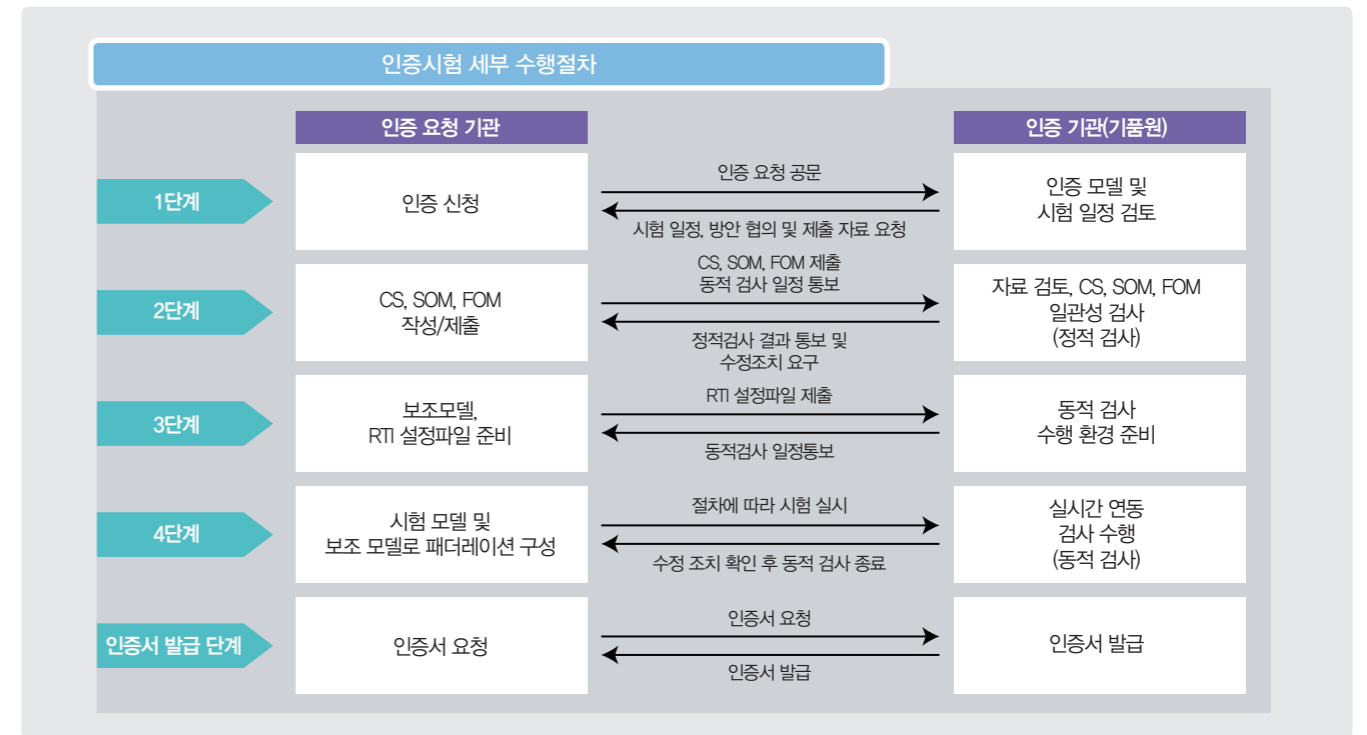 인증시험 세부 수행절차
인증 요청 기관
인증 기관(기품원)
1단계
인증 신청
인증 요청 공문
시험 일정, 방안 협의 및 제출 자료 요청
인증 모델 및
시험 일정 검토
2단계
CS, SOM, FOM
작성/제출
CS, SOM, FOM 제출
동적 검사 일정 통보
정적검사 결과 통보 및
수정조치 요구
자료 검토, CS, SOM, FOM
일관성 검사
(정적 검사)
3단계
보조모델,
RTI 설정파일 준비
RTI 설정파일 제출
동적검사 일정통보
동적 검사
수행 환경 준비
4단계
시험 모델 및
보조 모델로 패더레이션 구성
절차에 따라 시험 실시
수정 조치 확인 후 동적 검사 종료
실시간 연동
검사 수행
(동적 검사)
인증서 발급 단계
인증서 요청
인증서 요청
인증서 발급
인증서 발급